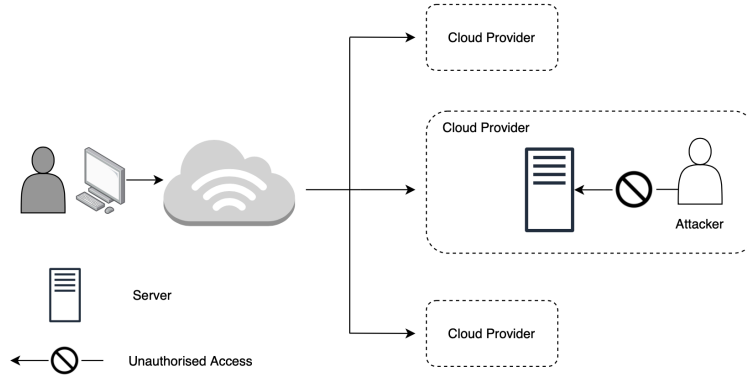 Cloud Provider
Cloud Provider
Attacker
Server
Cloud Provider
Unauthorised Access